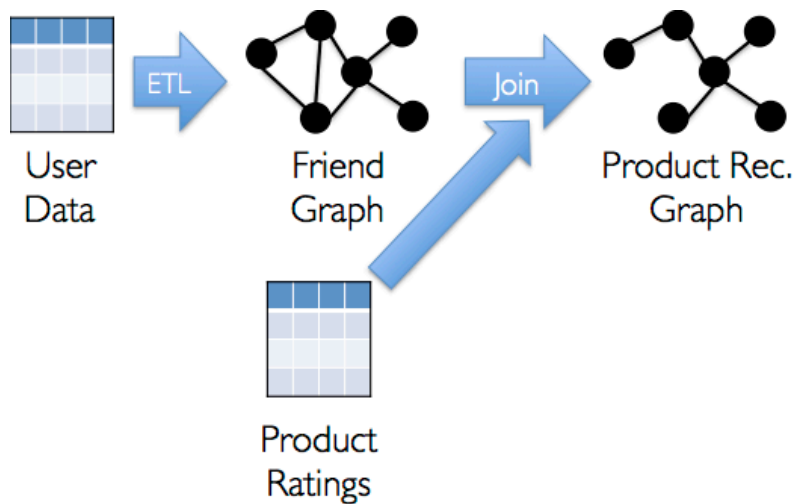 ETL
Join
User
Data
Friend
Graph
Product Rec.
Graph
Product
Ratings